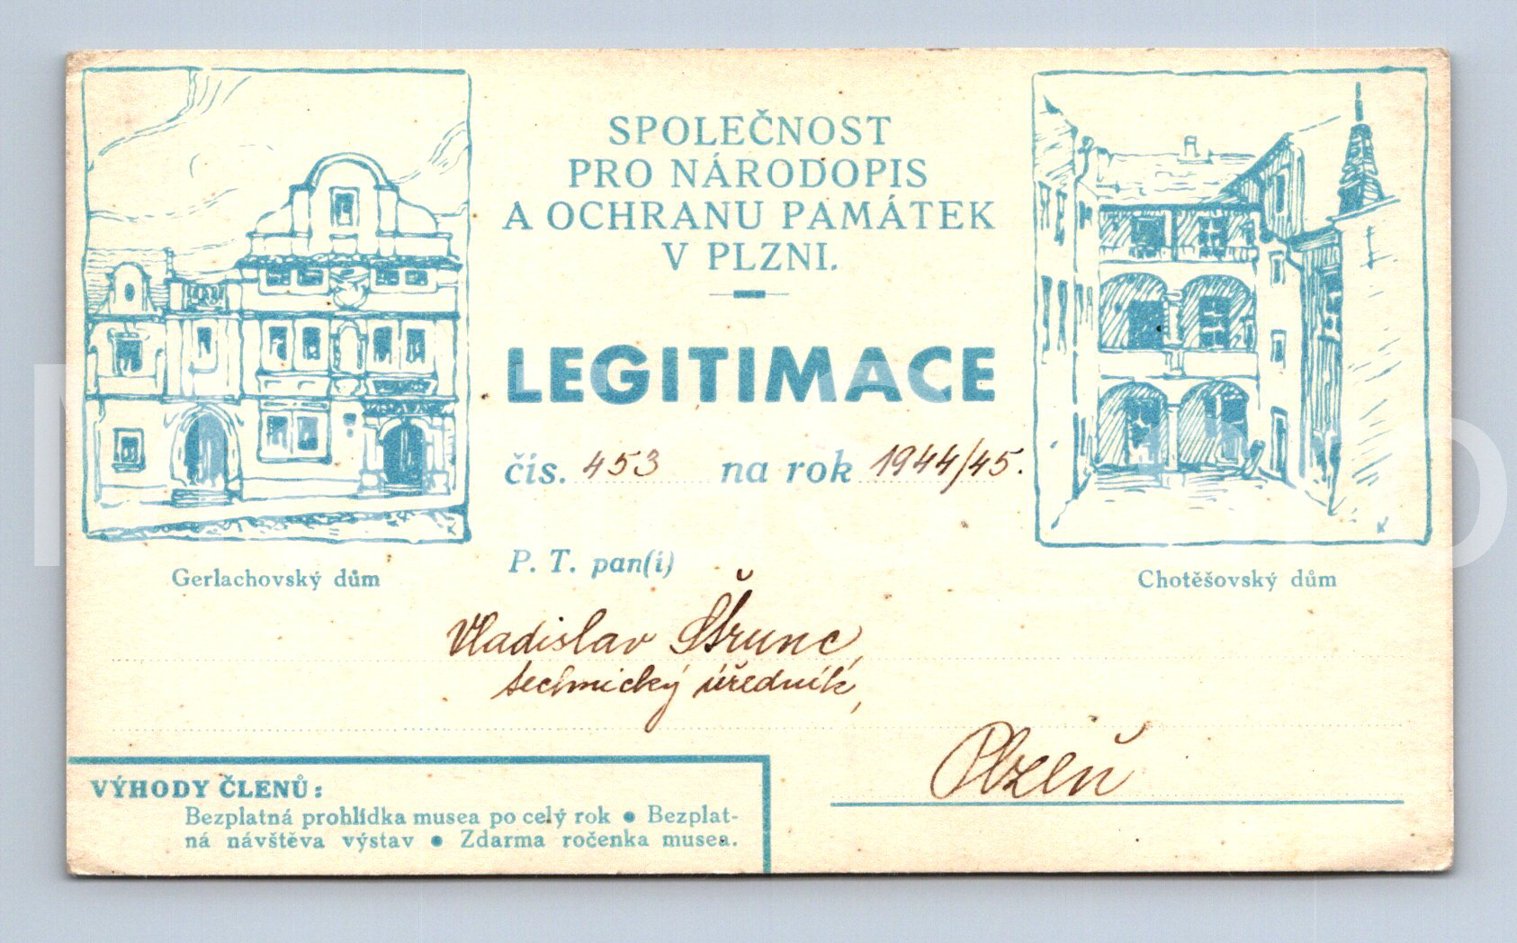 SPOLEČNOST
PRO NÁRODOPIS
A OCHRANU PAMÁTEK
V PLZNI.
LEGITIMACE
čís. 453 na rok 1944/45.
P. T. pan(í)
Gerlachovský dům
Chotěšovský dům
Vladislav Štrunc,
technický úředník,
Plzeň
VÝHODY ČLENŮ:
Bezplatná prohlídka musea po celý rok ● Bezplat-
ná návštěva výstav ● Zdarma ročenka musea.